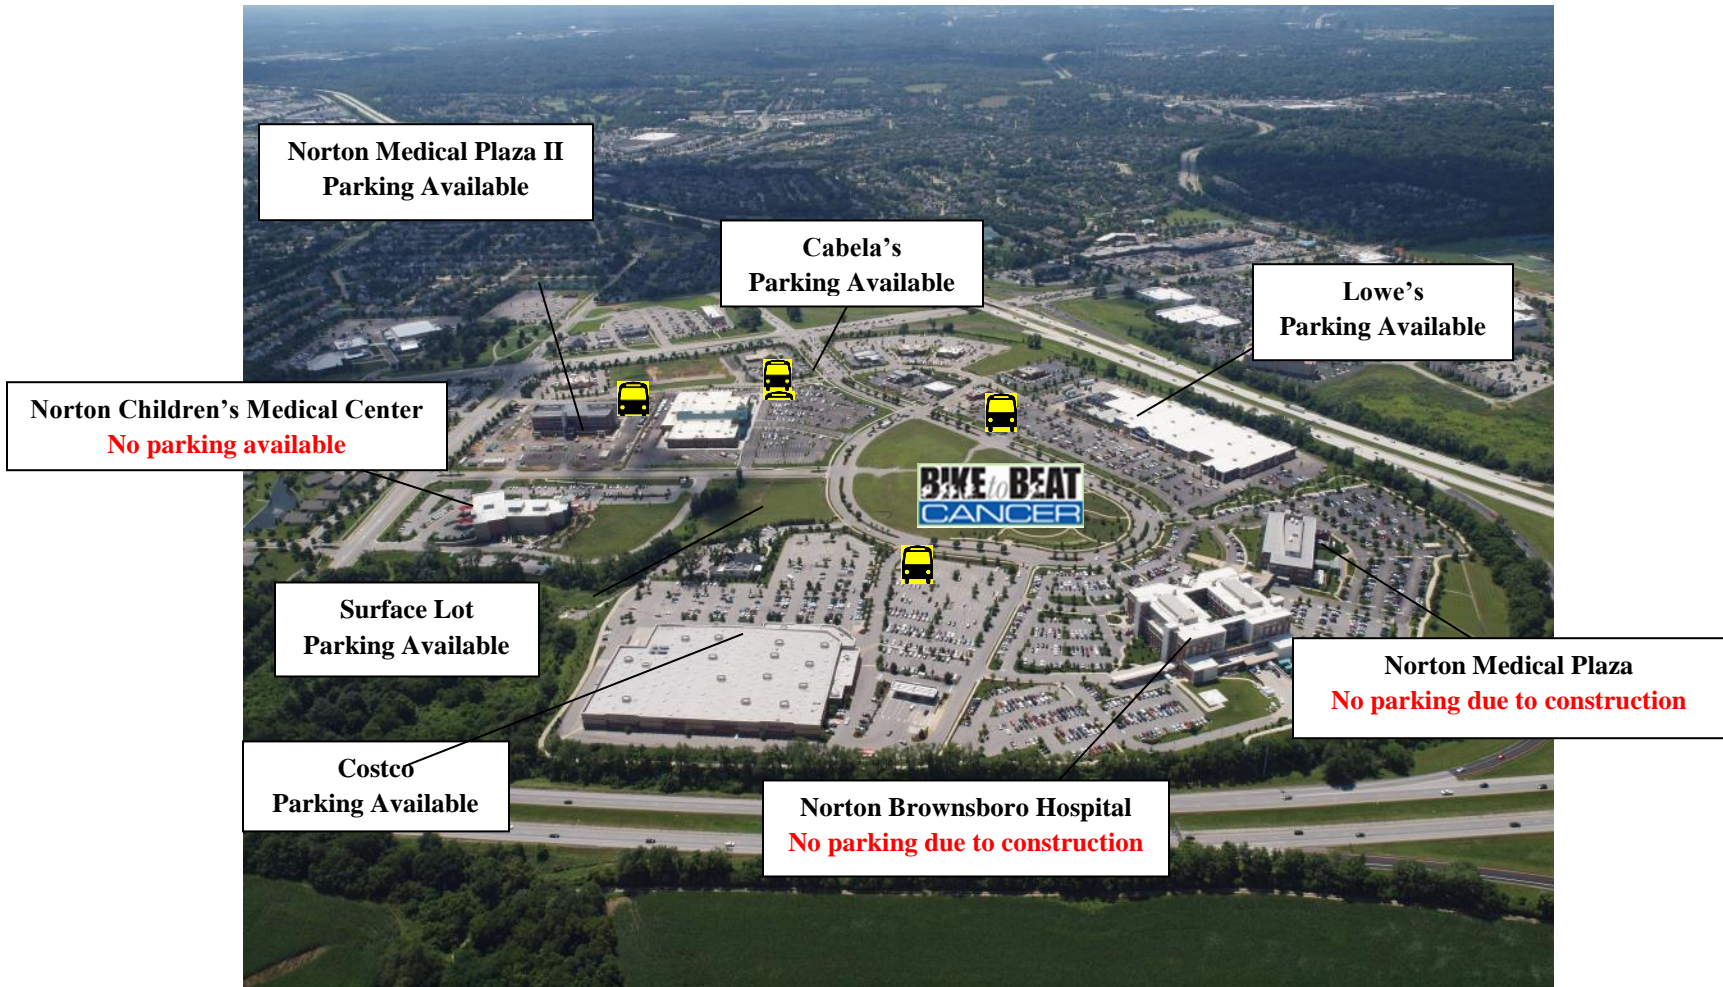 Norton Medical Plaza II
Parking Available
Cabela’s
Parking Available
Lowe’s
Parking Available
Norton Children’s Medical Center
No parking available
BIKE to BEAT
CANCER
Surface Lot
Parking Available
Norton Medical Plaza
No parking due to construction
Costco
Parking Available
Norton Brownsboro Hospital
No parking due to construction